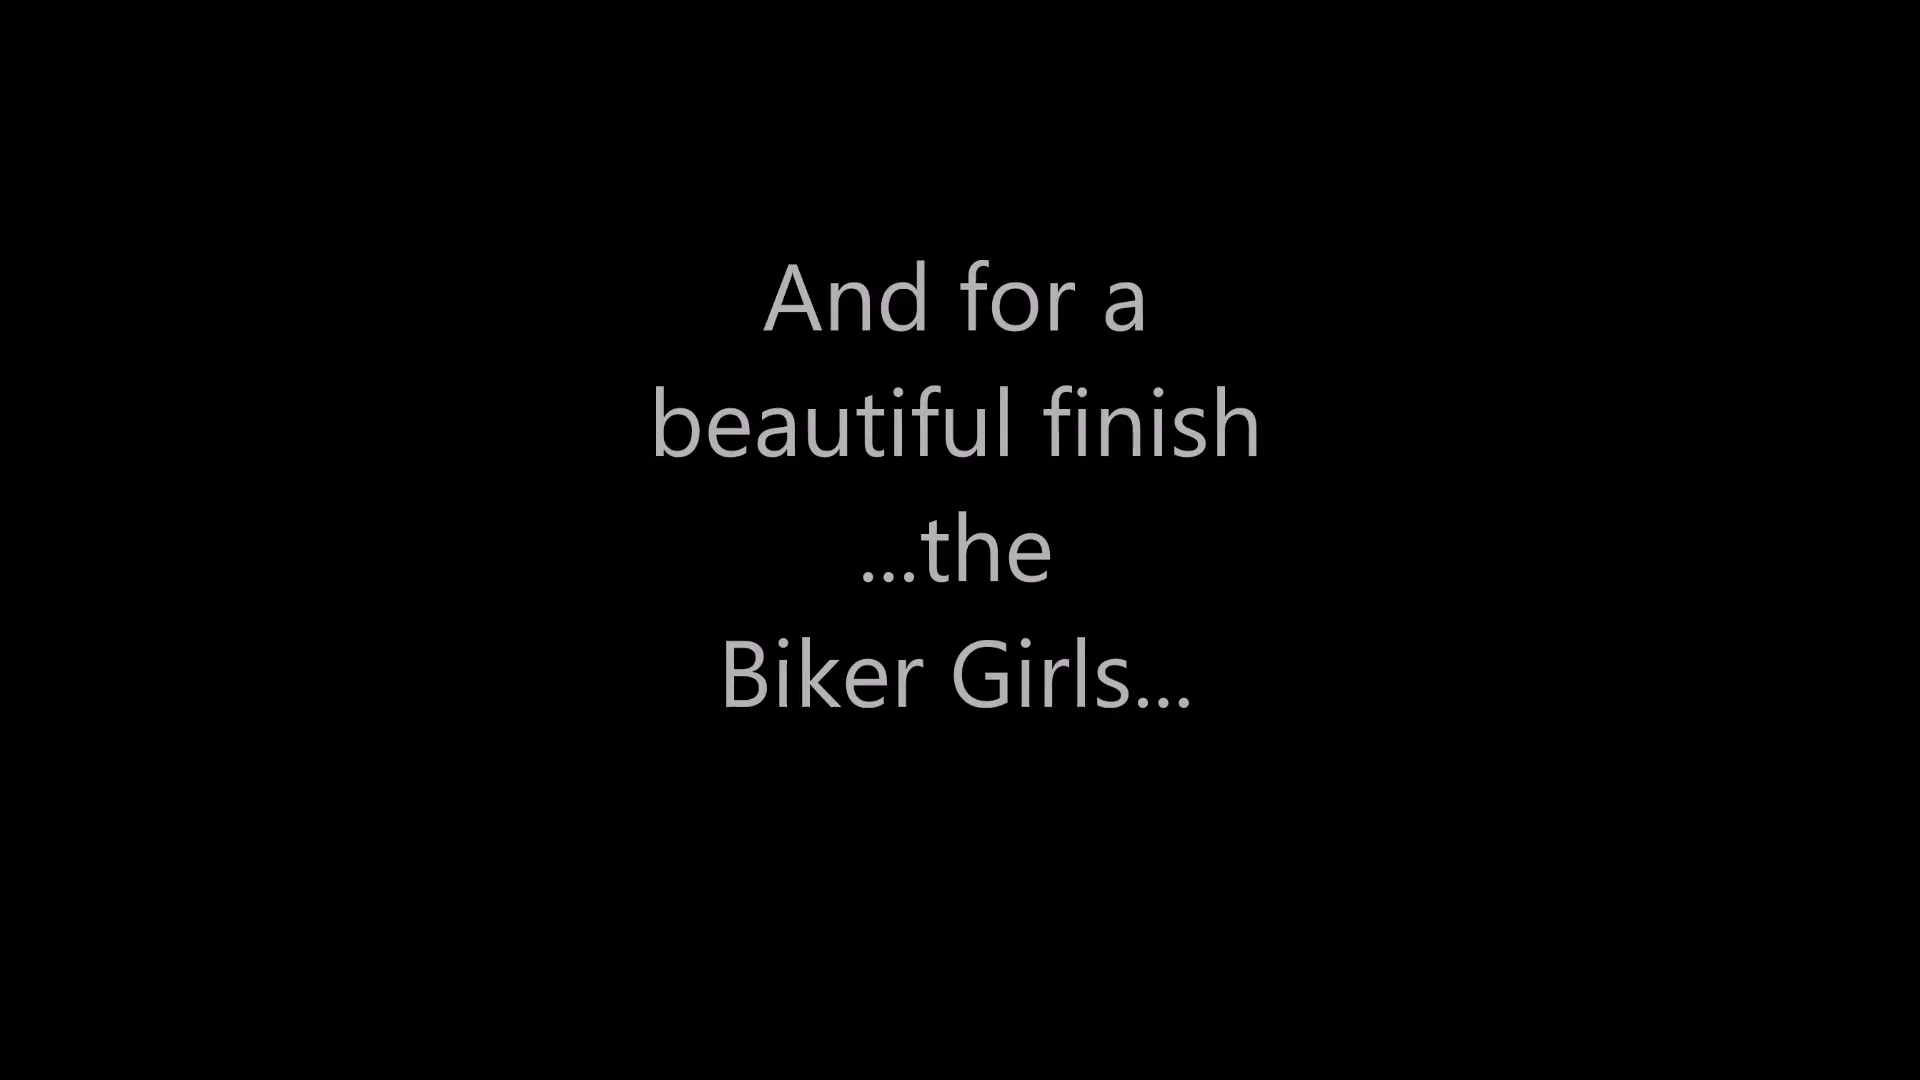 And for a
beautiful finish
...the
Biker Girls...